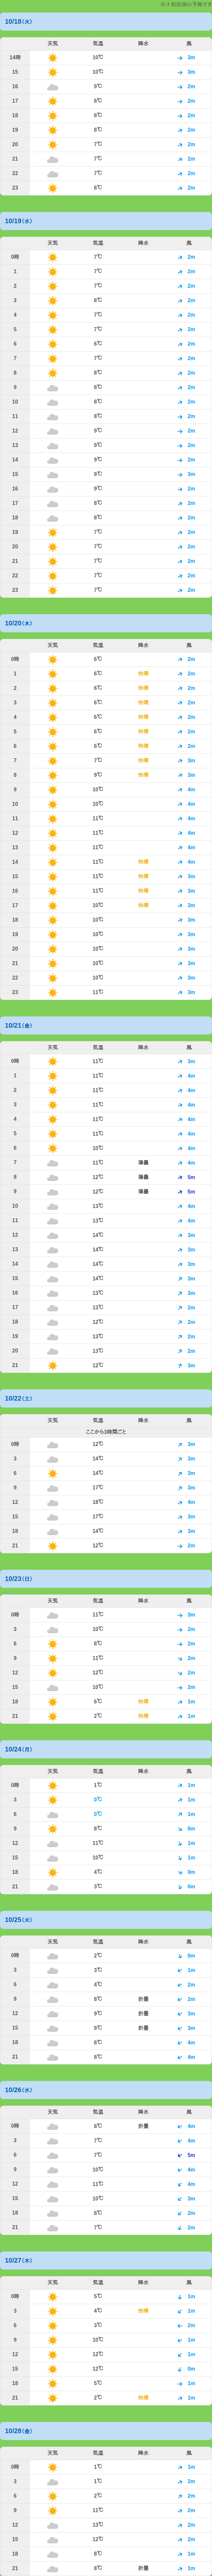 ※十和田湖の予報です
10/18(火)
天気 気温 降水 風
14時 10℃ 3m
15 10℃ 3m
16 9℃ 2m
17 8℃ 2m
18 8℃ 2m
19 8℃ 2m
20 7℃ 2m
21 7℃ 2m
22 7℃ 2m
23 8℃ 2m
10/19(水)
天気 気温 降水 風
0時 7℃ 2m
1 7℃ 2m
2 7℃ 2m
3 8℃ 2m
4 7℃ 2m
5 7℃ 2m
6 6℃ 2m
7 7℃ 2m
8 8℃ 2m
9 8℃ 2m
10 8℃ 2m
11 8℃ 2m
12 9℃ 2m
13 9℃ 2m
14 9℃ 2m
15 9℃ 3m
16 9℃ 2m
17 8℃ 2m
18 8℃ 2m
19 7℃ 2m
20 7℃ 2m
21 7℃ 2m
22 7℃ 2m
23 7℃ 2m
10/20(木)
天気 気温 降水 風
0時 6℃ 2m
1 6℃ 快晴 2m
2 6℃ 快晴 2m
3 6℃ 快晴 2m
4 6℃ 快晴 2m
5 6℃ 快晴 2m
6 6℃ 快晴 2m
7 7℃ 快晴 3m
8 9℃ 快晴 3m
9 10℃ 4m
10 10℃ 4m
11 11℃ 4m
12 11℃ 4m
13 11℃ 4m
14 11℃ 快晴 4m
15 11℃ 快晴 3m
16 11℃ 快晴 3m
17 10℃ 快晴 3m
18 10℃ 3m
19 10℃ 3m
20 10℃ 3m
21 10℃ 3m
22 10℃ 3m
23 11℃ 3m
10/21(金)
天気 気温 降水 風
0時 11℃ 3m
1 11℃ 4m
2 11℃ 4m
3 11℃ 4m
4 11℃ 4m
5 11℃ 4m
6 10℃ 4m
7 11℃ 薄曇 4m
8 12℃ 薄曇 5m
9 12℃ 薄曇 5m
10 13℃ 4m
11 13℃ 4m
12 14℃ 3m
13 14℃ 3m
14 14℃ 3m
15 14℃ 3m
16 13℃ 3m
17 13℃ 2m
18 12℃ 2m
19 13℃ 2m
20 13℃ 2m
21 12℃ 3m
10/22(土)
天気 気温 降水 風
ここから3時間ごと
0時 12℃ 3m
3 14℃ 3m
6 14℃ 3m
9 17℃ 3m
12 18℃ 4m
15 17℃ 3m
18 14℃ 3m
21 12℃ 2m
10/23(日)
天気 気温 降水 風
0時 11℃ 3m
3 10℃ 2m
6 8℃ 2m
9 11℃ 2m
12 12℃ 2m
15 10℃ 2m
18 6℃ 快晴 1m
21 2℃ 快晴 1m
10/24(月)
天気 気温 降水 風
0時 1℃ 1m
3 0℃ 1m
6 0℃ 1m
9 8℃ 0m
12 11℃ 1m
15 10℃ 1m
18 4℃ 0m
21 3℃ 0m
10/25(火)
天気 気温 降水 風
0時 2℃ 0m
3 3℃ 1m
6 4℃ 2m
9 8℃ 折曇 2m
12 9℃ 折曇 3m
15 9℃ 折曇 3m
18 8℃ 4m
21 8℃ 4m
10/26(水)
天気 気温 降水 風
0時 8℃ 折曇 4m
3 7℃ 4m
6 7℃ 5m
9 10℃ 4m
12 11℃ 4m
15 10℃ 3m
18 8℃ 2m
21 7℃ 2m
10/27(木)
天気 気温 降水 風
0時 5℃ 1m
3 4℃ 快晴 1m
6 3℃ 2m
9 10℃ 1m
12 12℃ 1m
15 12℃ 0m
18 5℃ 1m
21 2℃ 快晴 1m
10/28(金)
天気 気温 降水 風
0時 1℃ 1m
3 1℃ 2m
6 2℃ 2m
9 11℃ 2m
12 13℃ 2m
15 12℃ 2m
18 8℃ 1m
21 8℃ 折曇 1m